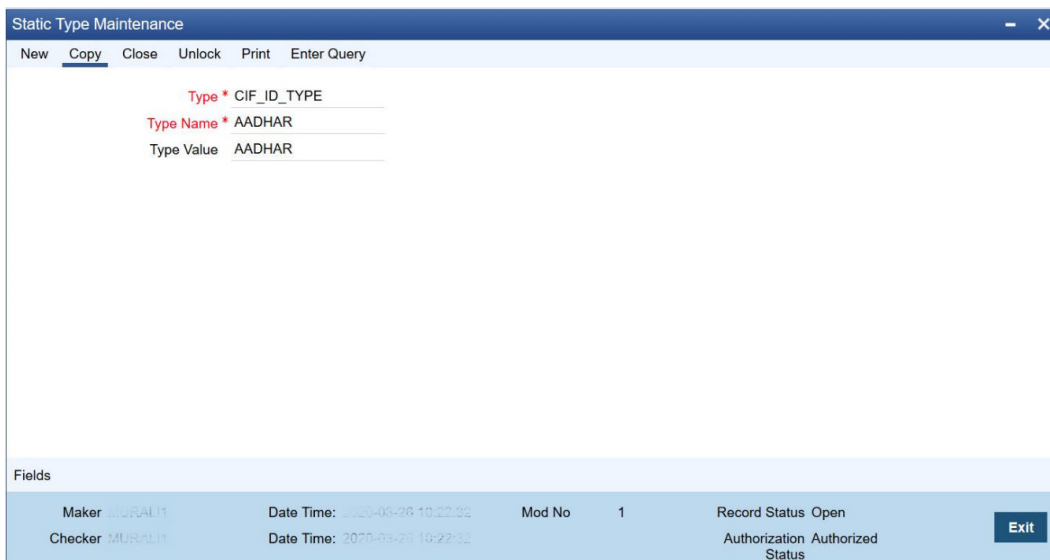 Static Type Maintenance
New Copy Close Unlock Print Enter Query
Type * CIF_ID_TYPE
Type Name * AADHAR
Type Value AADHAR
Fields
Maker Date Time: Mod No 1 Record Status Open
Checker Date Time: Authorization Authorized
Status
Exit